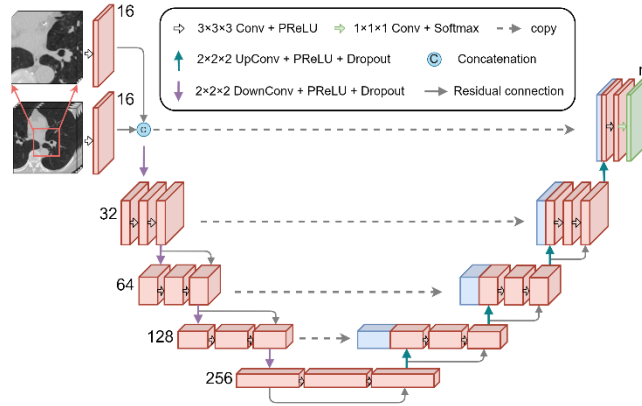 16
16
3×3×3 Conv + PReLU
1×1×1 Conv + Softmax
copy
2×2×2 UpConv + PReLU + Dropout
C
Concatenation
2×2×2 DownConv + PReLU + Dropout
Residual connection
C
32
64
128
256